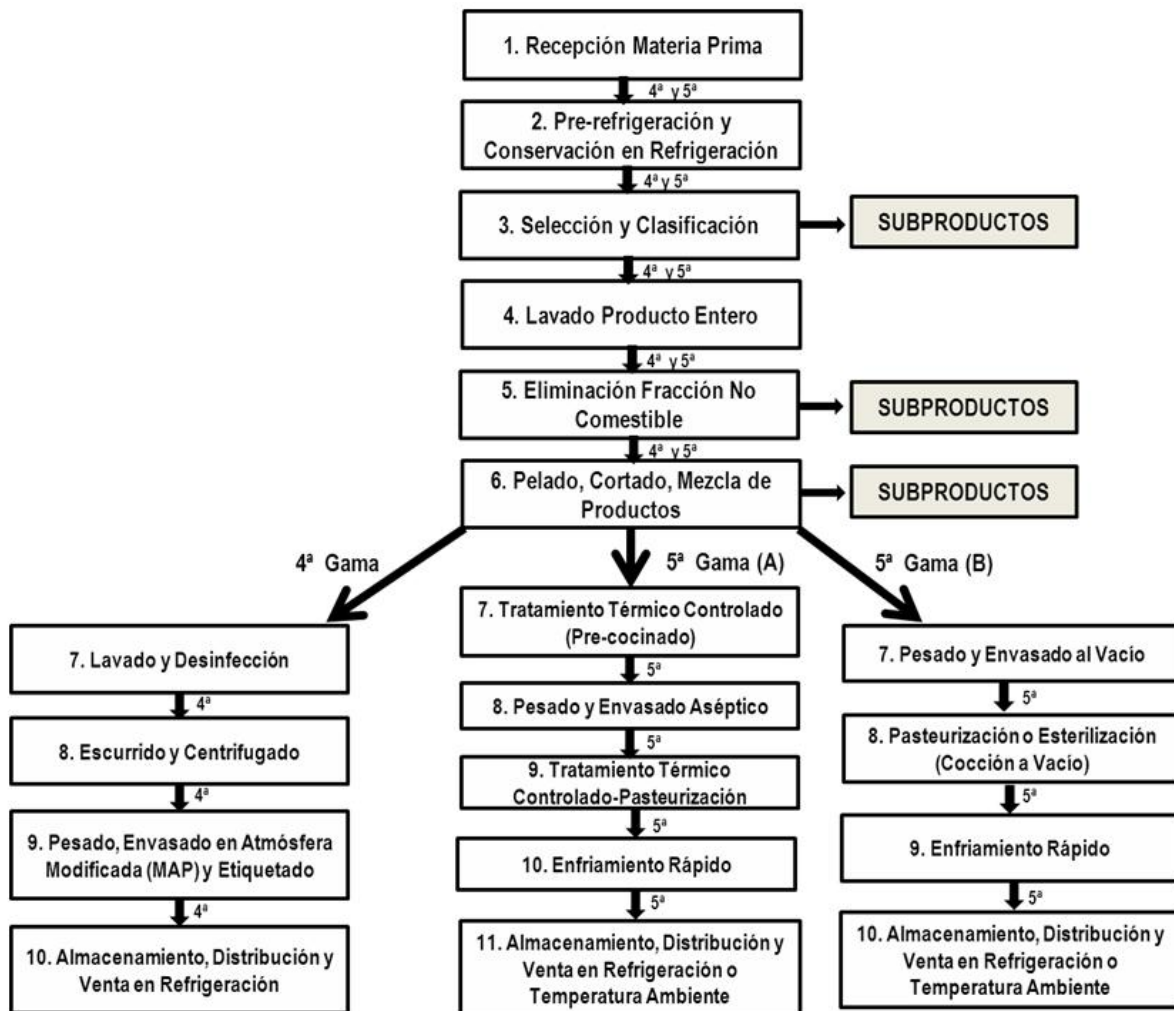 1. Recepción Materia Prima
4ª y 5ª
2. Pre-refrigeración y
Conservación en Refrigeración
4ª y 5ª
3. Selección y Clasificación
SUBPRODUCTOS
4ª y 5ª
4. Lavado Producto Entero
4ª y 5ª
5. Eliminación Fracción No
Comestible
SUBPRODUCTOS
4ª y 5ª
6. Pelado, Cortado, Mezcla de
Productos
SUBPRODUCTOS
4ª Gama
5ª Gama (A)
5ª Gama (B)
7. Lavado y Desinfección
4ª
8. Escurrido y Centrifugado
4ª
9. Pesado, Envasado en Atmósfera
Modificada (MAP) y Etiquetado
4ª
10. Almacenamiento, Distribución y
Venta en Refrigeración
7. Tratamiento Térmico Controlado
(Pre-cocinado)
5ª
8. Pesado y Envasado Aséptico
5ª
9. Tratamiento Térmico
Controlado-Pasteurización
5ª
10. Enfriamiento Rápido
5ª
11. Almacenamiento, Distribución y
Venta en Refrigeración o
Temperatura Ambiente
7. Pesado y Envasado al Vacío
5ª
8. Pasteurización o Esterilización
(Cocción a Vacío)
5ª
9. Enfriamiento Rápido
5ª
10. Almacenamiento, Distribución y
Venta en Refrigeración o
Temperatura Ambiente